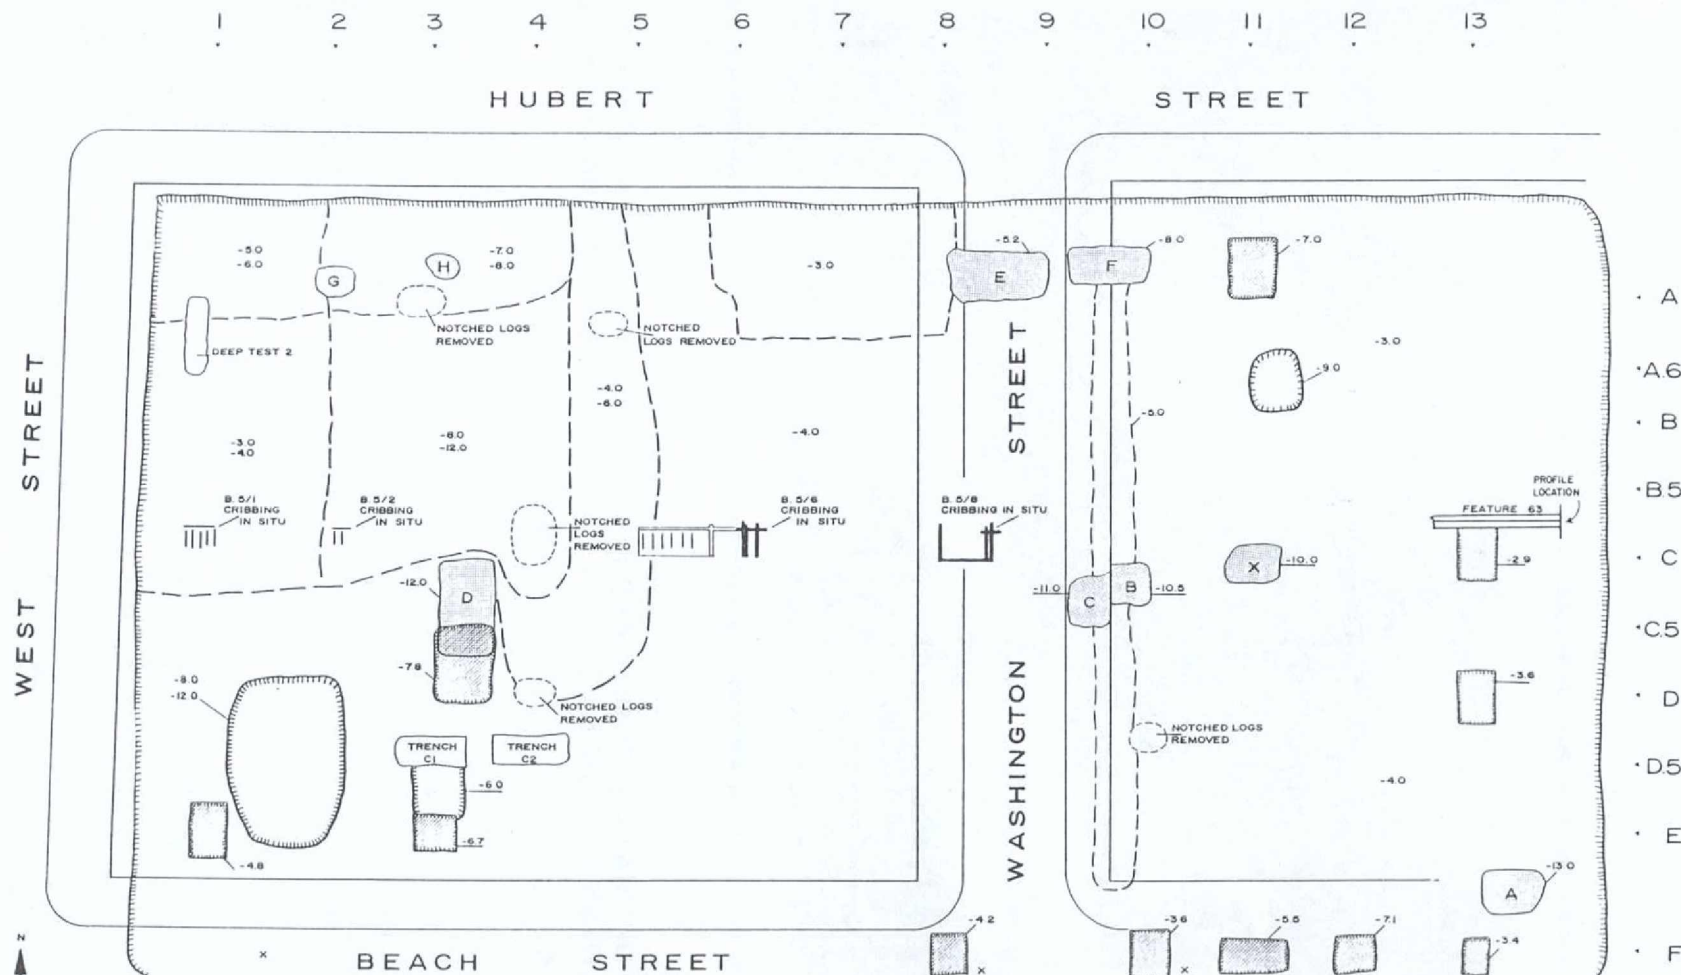 1 2 3 4 5 6 7 8 9 10 11 12 13
HUBERT STREET
-5.0
-6.0
G
H
-7.0
-8.0
-3.0
-5.2
E
-8.0
F
-7.0
A
NOTCHED LOGS
REMOVED
NOTCHED
LOGS REMOVED
DEEP TEST 2
-3.0
-9.0
A.6
-4.0
-6.0
WEST STREET
WASHINGTON STREET
-3.0
-4.0
-8.0
-12.0
-4.0
-5.0
B
B.5/1
CRIBBING
IN SITU
B.5/2
CRIBBING
IN SITU
NOTCHED
LOGS
REMOVED
B.5/6
CRIBBING
IN SITU
B.5/8
CRIBBING
IN SITU
PROFILE
LOCATION
FEATURE 63
B.5
-12.0
D
-11.0
C
B
-10.5
X
-10.0
-2.9
C
C.5
-7.8
-8.0
-12.0
NOTCHED LOGS
REMOVED
-3.6
D
TRENCH
C1
TRENCH
C2
NOTCHED LOGS
REMOVED
-6.0
-4.0
D.5
-4.8
-6.7
E
-13.0
A
N
x
BEACH STREET
-4.2
x
-3.6
x
-5.5
-7.1
-3.4
F